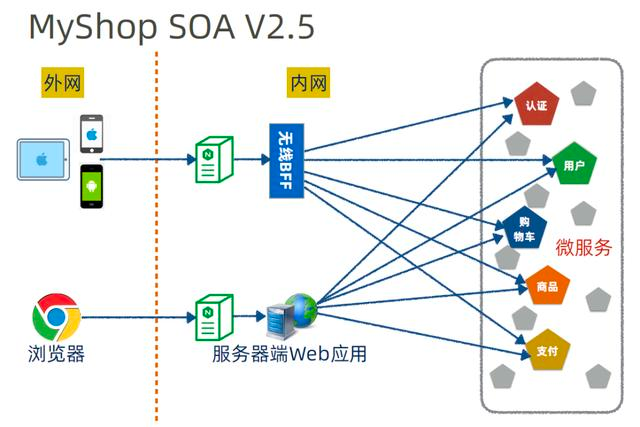 MyShop SOA V2.5
外网
内网
认证
用户
无线BFF
购
物车
微服务
商品
浏览器
服务器端Web应用
支付
N
N